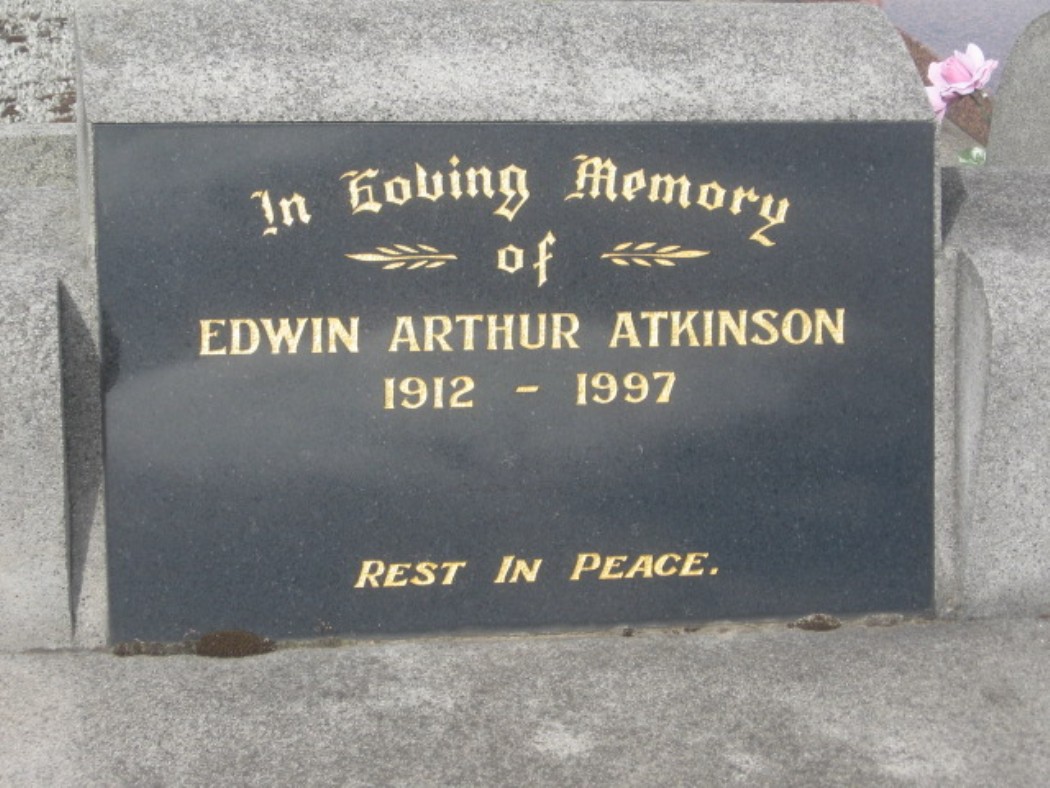 In Loving Memory
of
EDWIN ARTHUR ATKINSON
1912 - 1997
REST IN PEACE.